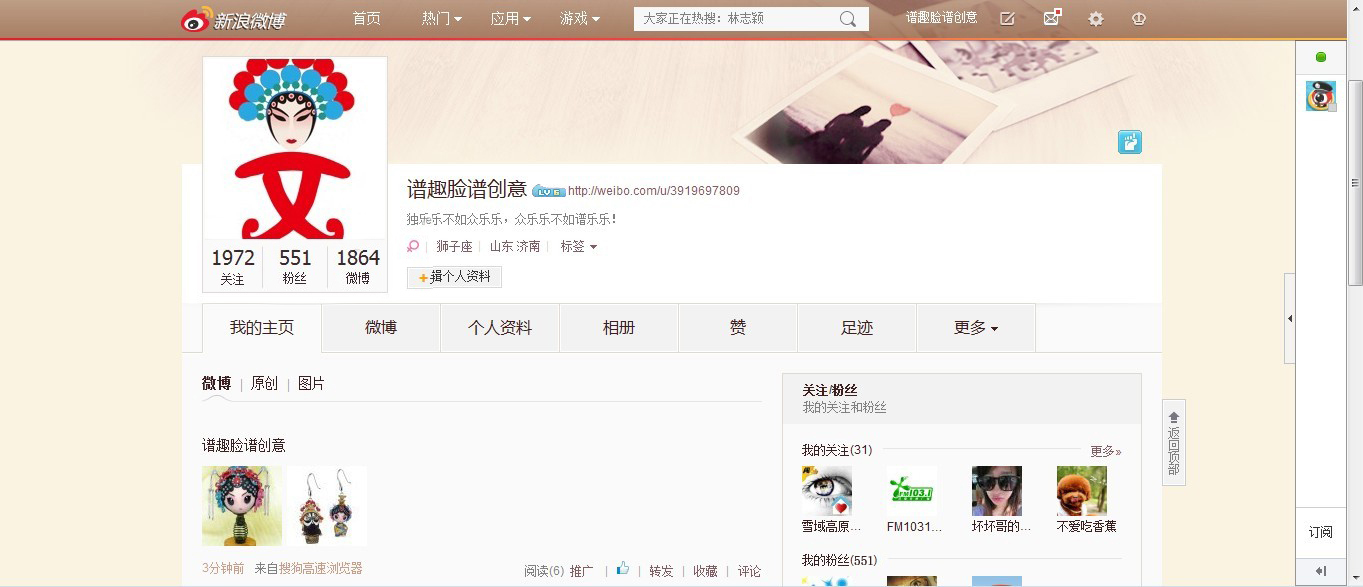 新浪微博 首页 热门 应用 游戏 大家正在热搜：林志颖 谱趣脸谱创意
谱趣脸谱创意 LV 6 http://weibo.com/u/3919697809
独乐乐不如众乐乐，众乐乐不如谱乐乐！
狮子座 山东 济南 标签
1972 551 1864
关注 粉丝 微博
+揖个人资料
我的主页 微博 个人资料 相册 赞 足迹 更多
微博 | 原创 | 图片
谱趣脸谱创意
3分钟前 来自搜狗高速浏览器
阅读(6) 推广 | | 转发 | 收藏 | 评论
关注/粉丝
我的关注和粉丝
我的关注(31) 更多»
FM103.1
雪域高原... FM1031... 坏坏哥的... 不爱吃香蕉
我的粉丝(551)
返回顶部
订阅